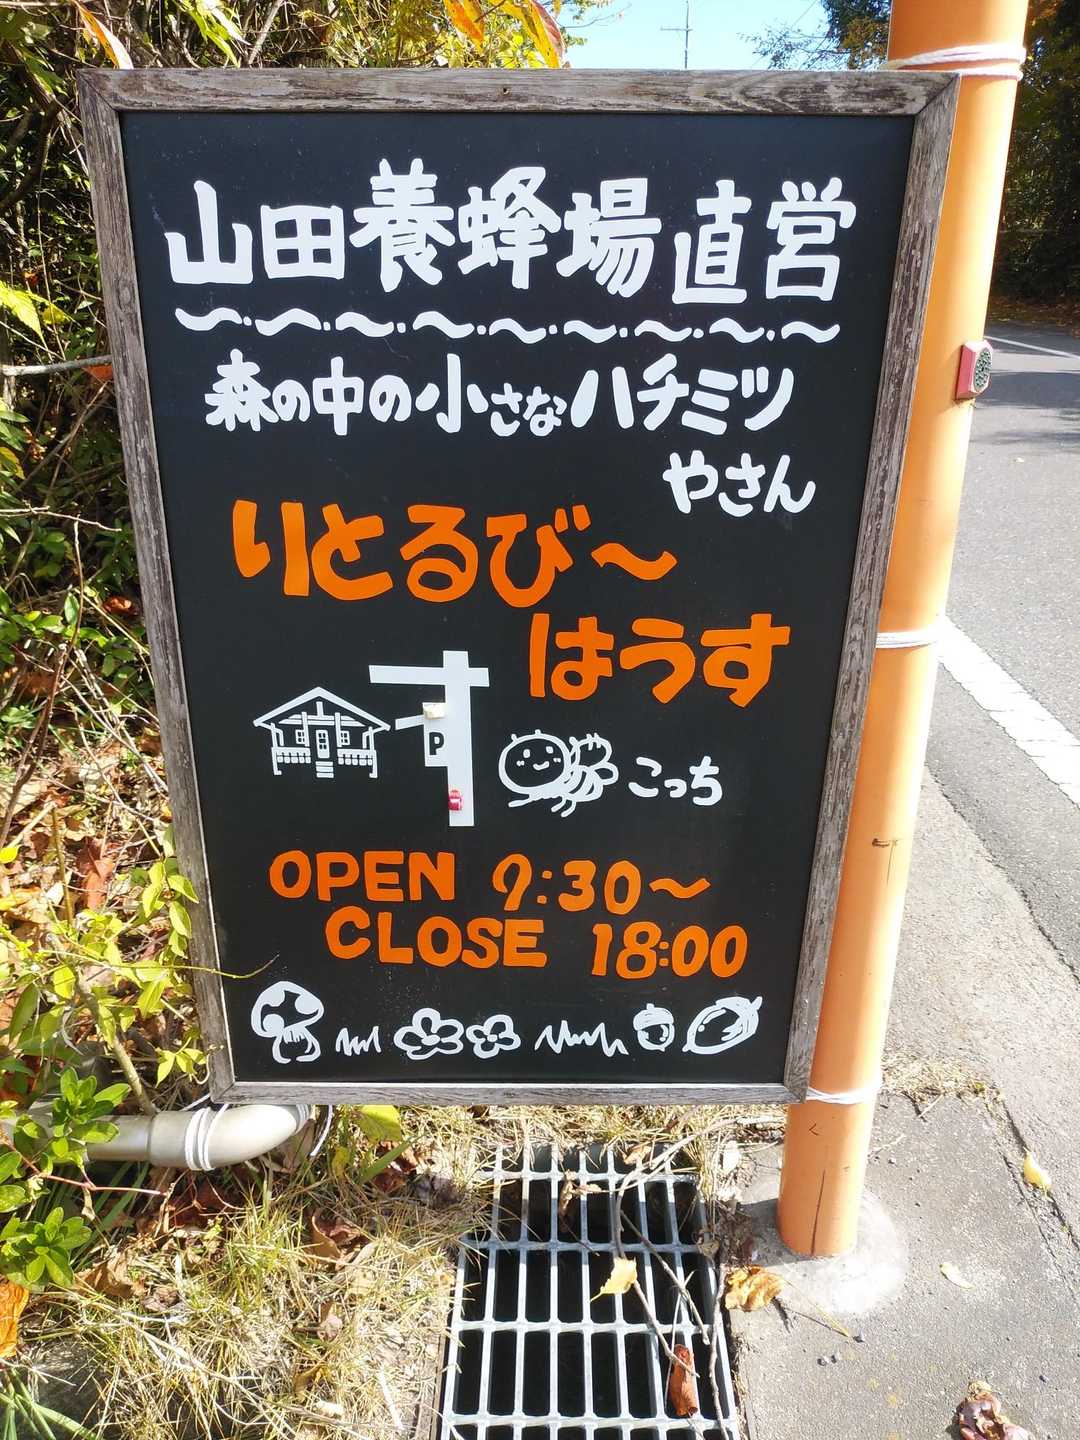 山田養蜂場直営
森の中の小さなハチミツ
やさん
りとるび〜
はうす
P
こっち
OPEN 9:30〜
CLOSE 18:00